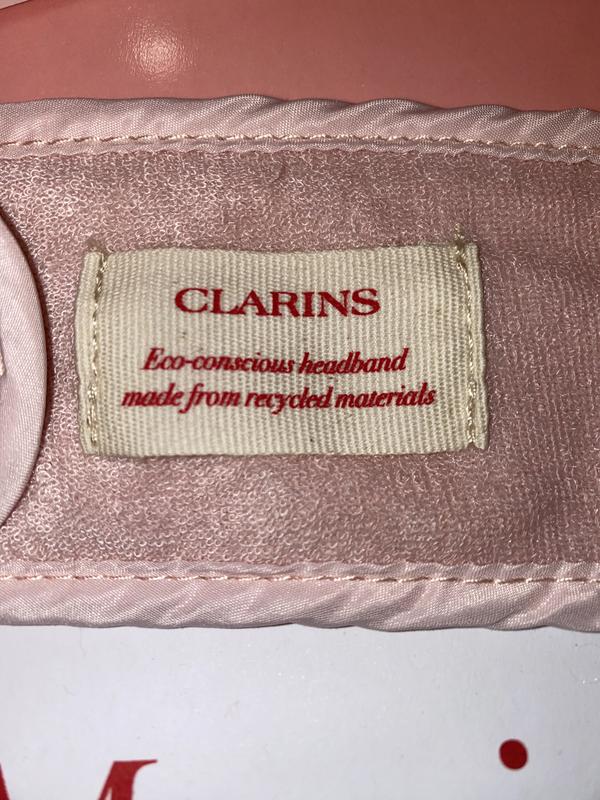 CLARINS
Eco-conscious headband
made from recycled materials